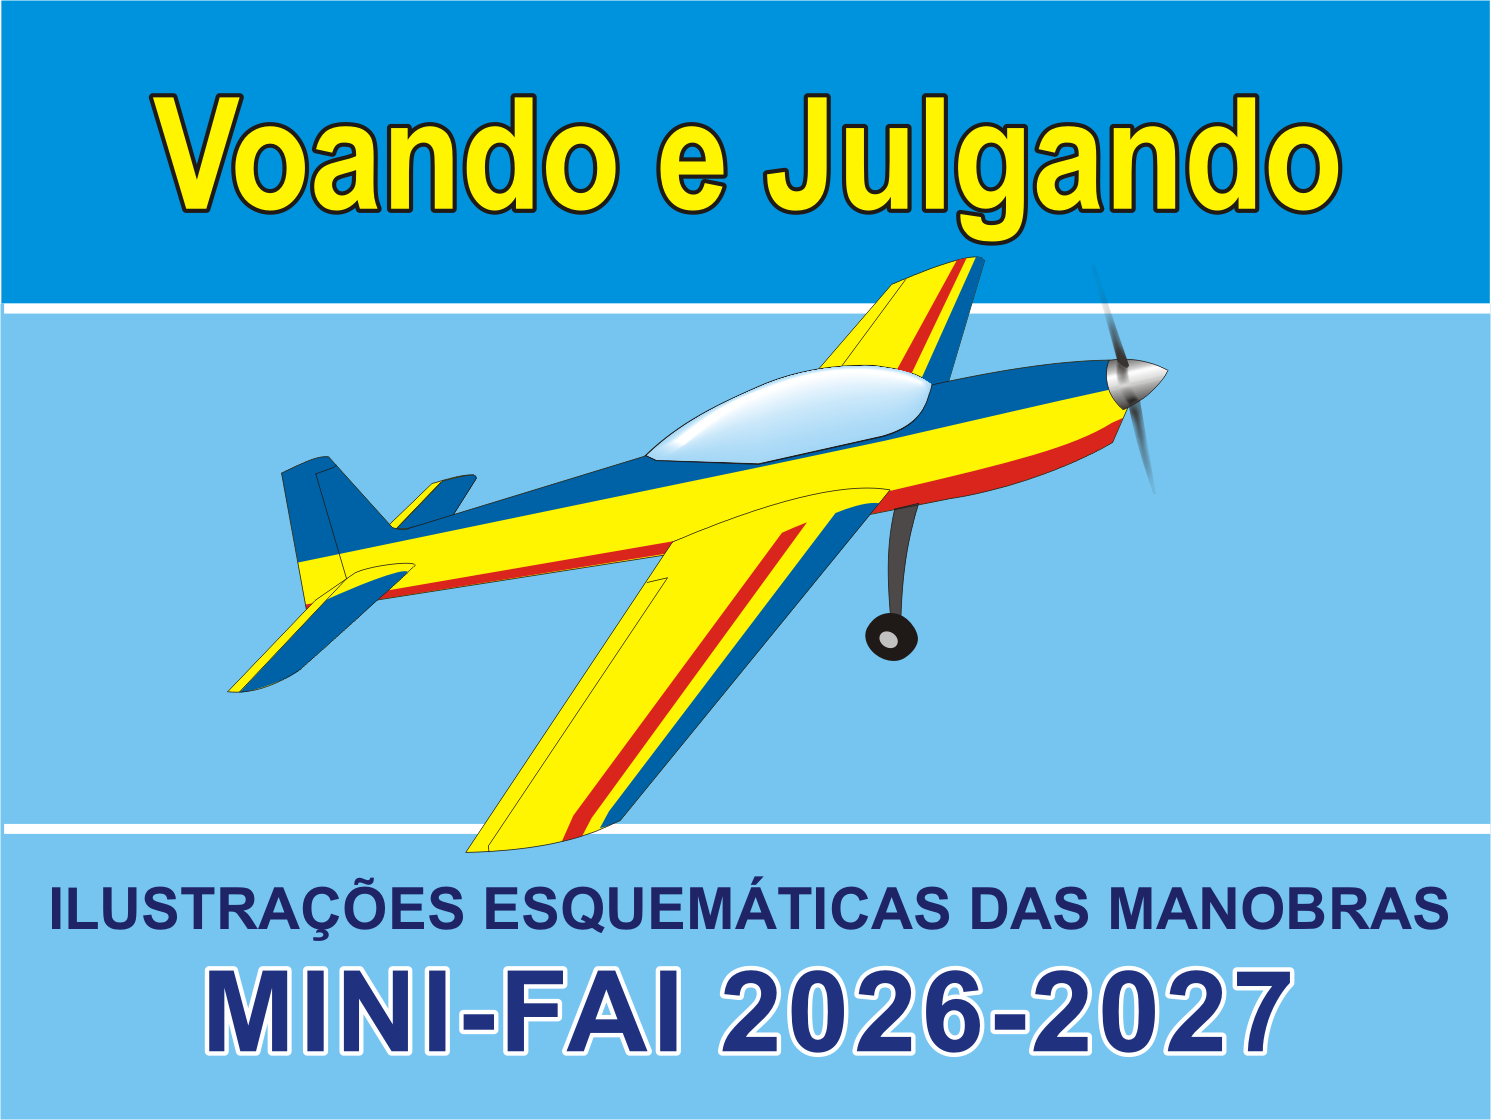 Voando e Julgando
ILUSTRAÇÕES ESQUEMÁTICAS DAS MANOBRAS
MINI-FAI 2026-2027